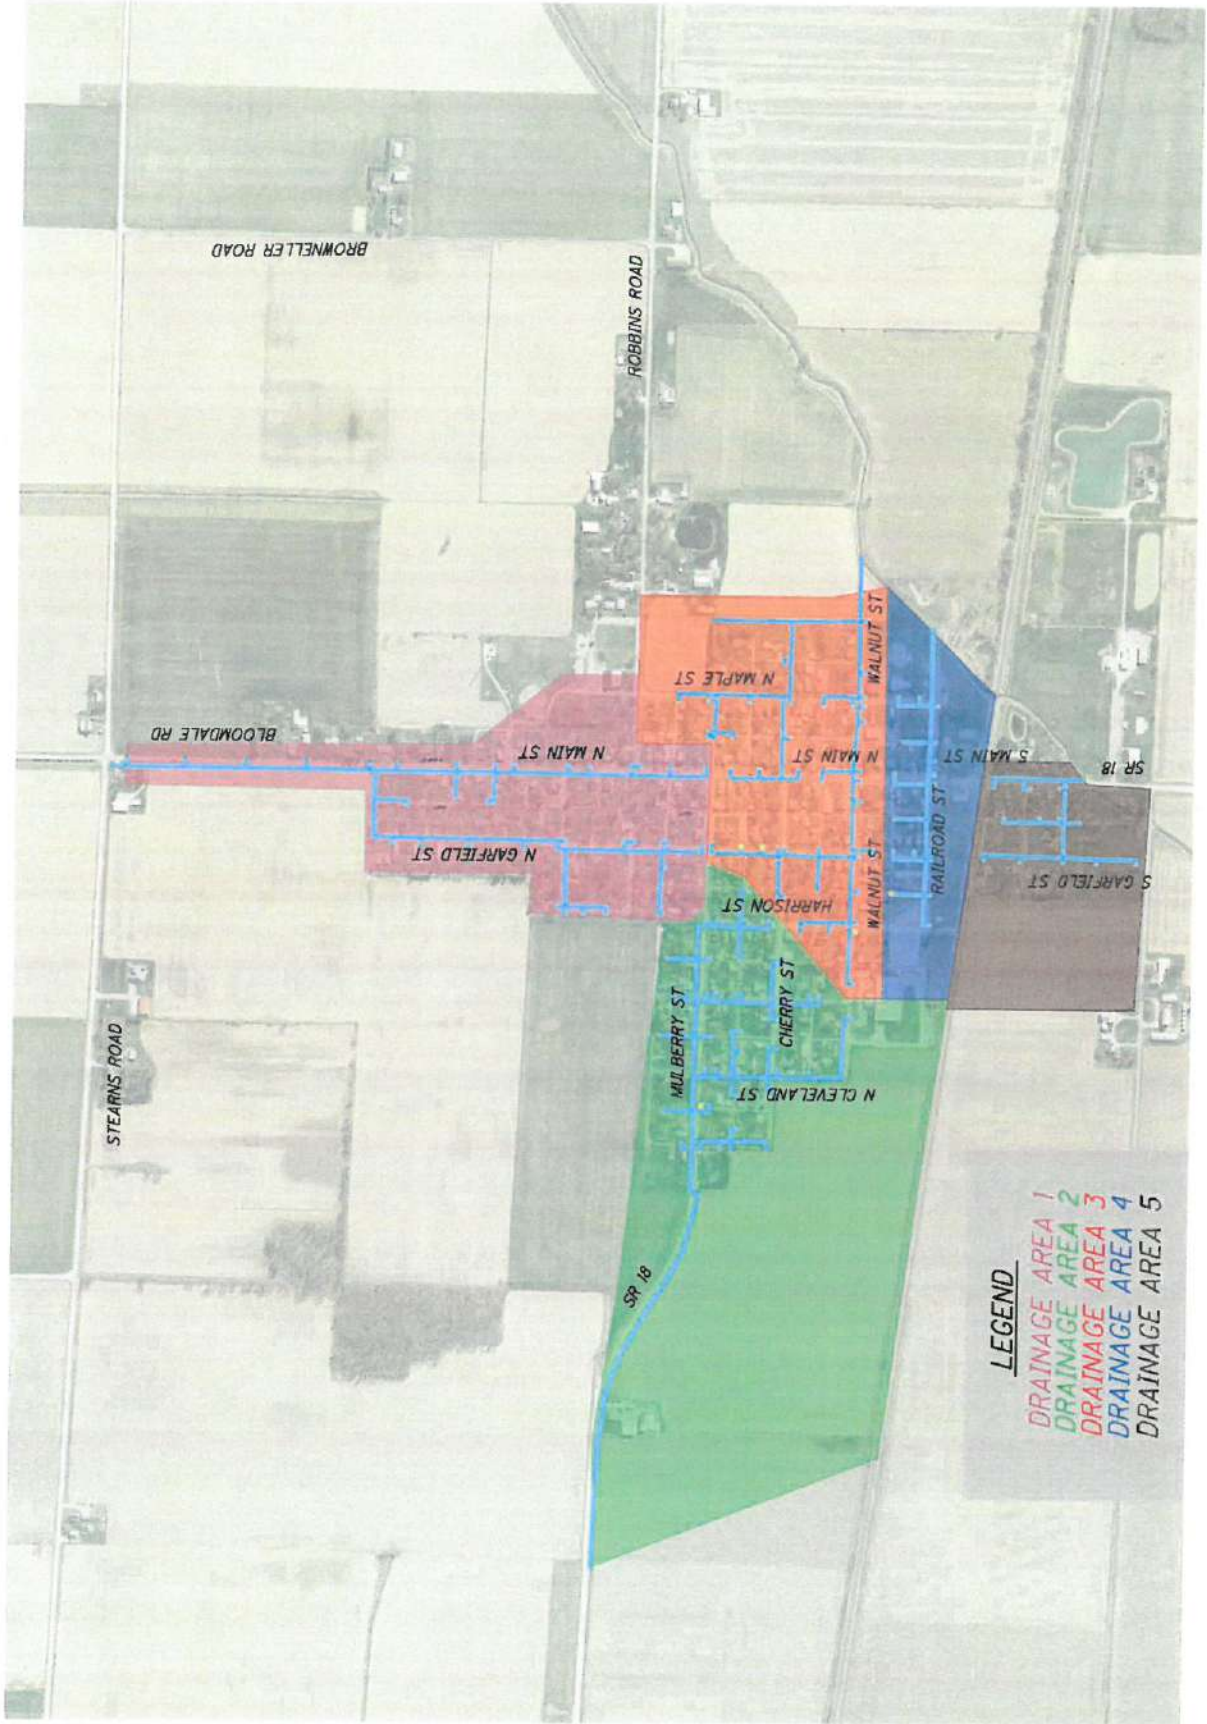 BROWNELLER ROAD
ROBBINS ROAD
BLOOMDALE RD
N MAIN ST
N MAPLE ST
WALNUT ST
N MAIN ST
S MAIN ST
SR 18
N GARFIELD ST
RAILROAD ST
S GARFIELD ST
HARRISON ST
WALNUT ST
STEARNS ROAD
MULBERRY ST
CHERRY ST
N CLEVELAND ST
SR 18
LEGEND
DRAINAGE AREA 1
DRAINAGE AREA 2
DRAINAGE AREA 3
DRAINAGE AREA 4
DRAINAGE AREA 5